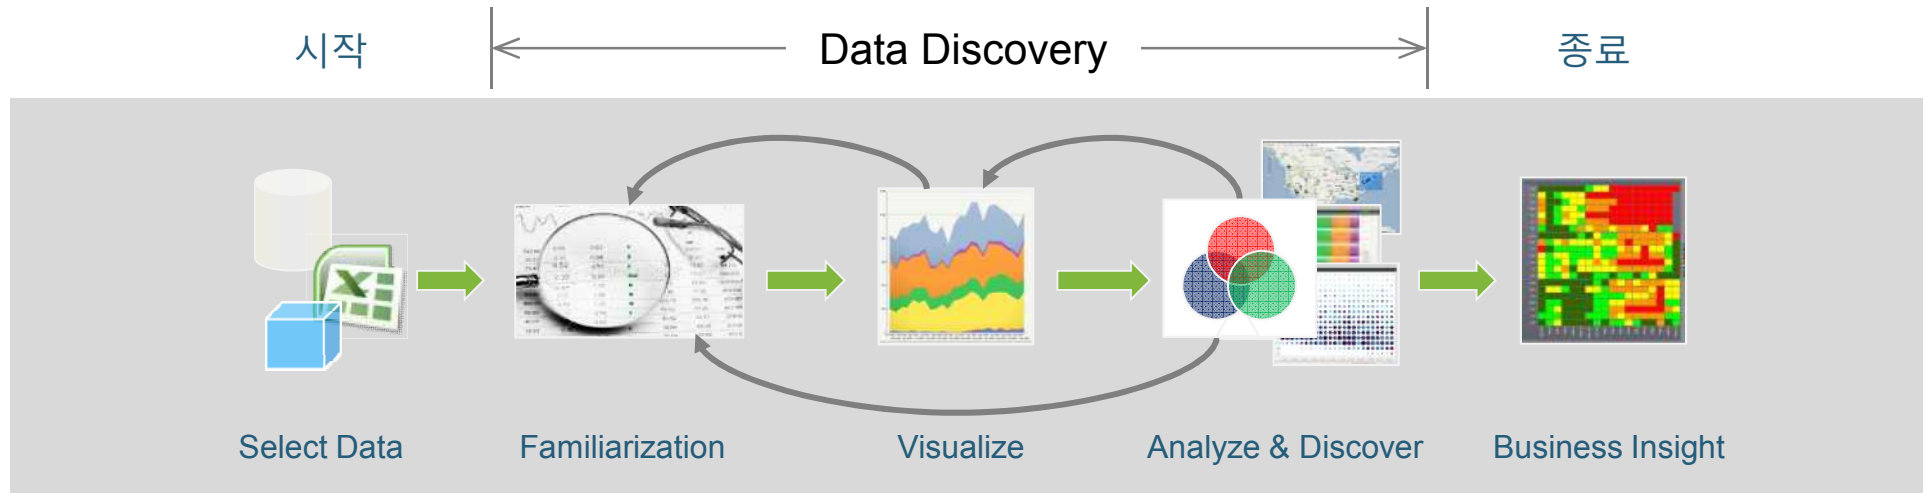 시작
Data Discovery
종료
Select Data
Familiarization
Visualize
Analyze & Discover
Business Insight